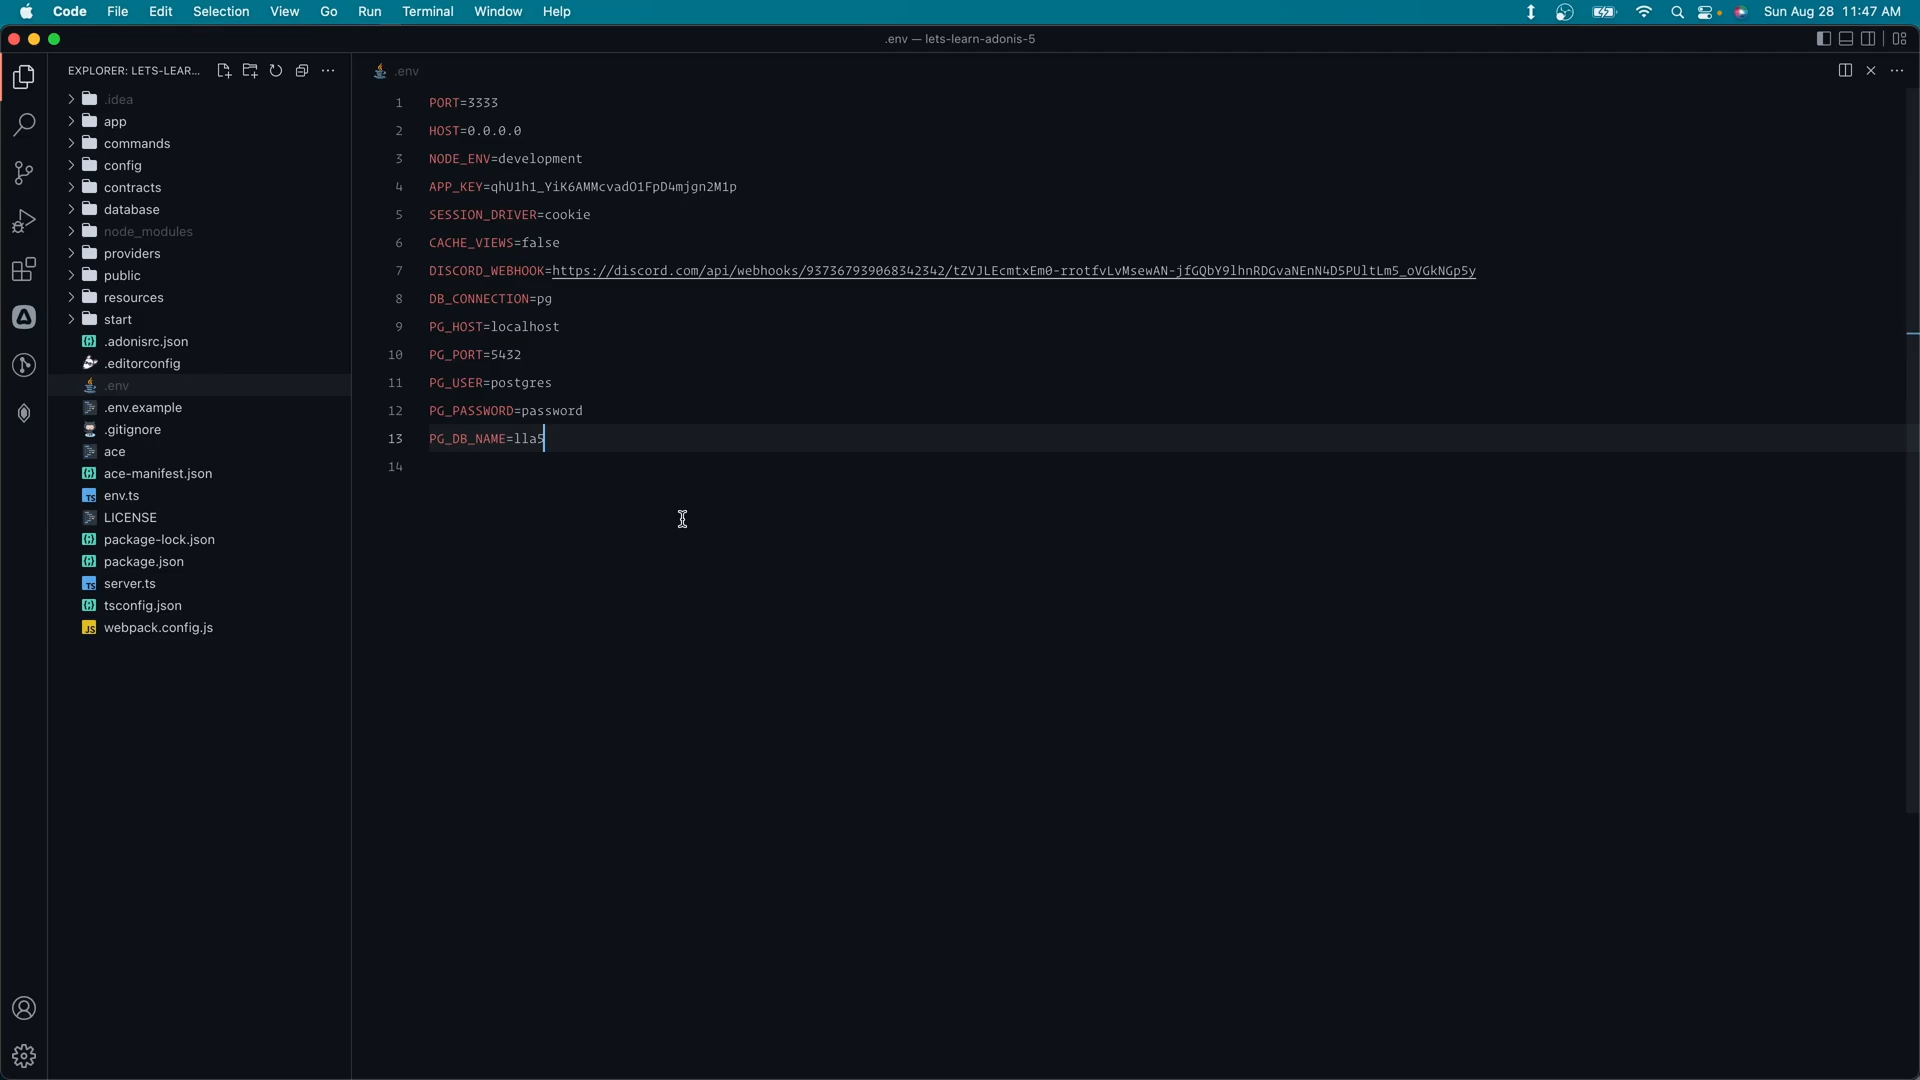 Code File Edit Selection View Go Run Terminal Window Help Sun Aug 28 11:47 AM
.env — lets-learn-adonis-5
EXPLORER: LETS-LEAR...
.idea
app
commands
config
contracts
database
node_modules
providers
public
resources
start
.adonisrc.json
.editorconfig
.env
.env.example
.gitignore
ace
ace-manifest.json
env.ts
LICENSE
package-lock.json
package.json
server.ts
tsconfig.json
webpack.config.js
.env
1 PORT=3333
2 HOST=0.0.0.0
3 NODE_ENV=development
4 APP_KEY=qhU1h1_YiK6AMMcvadO1FpD4mjgn2M1p
5 SESSION_DRIVER=cookie
6 CACHE_VIEWS=false
7 DISCORD_WEBHOOK=https://discord.com/api/webhooks/937367939068342342/tZVJLEcmtxEm0-rrotfvLvMsewAN-jfGQbY9lhnRDGvaNEnN4D5PUltLm5_oVGkNGp5y
8 DB_CONNECTION=pg
9 PG_HOST=localhost
10 PG_PORT=5432
11 PG_USER=postgres
12 PG_PASSWORD=password
13 PG_DB_NAME=lla5
14